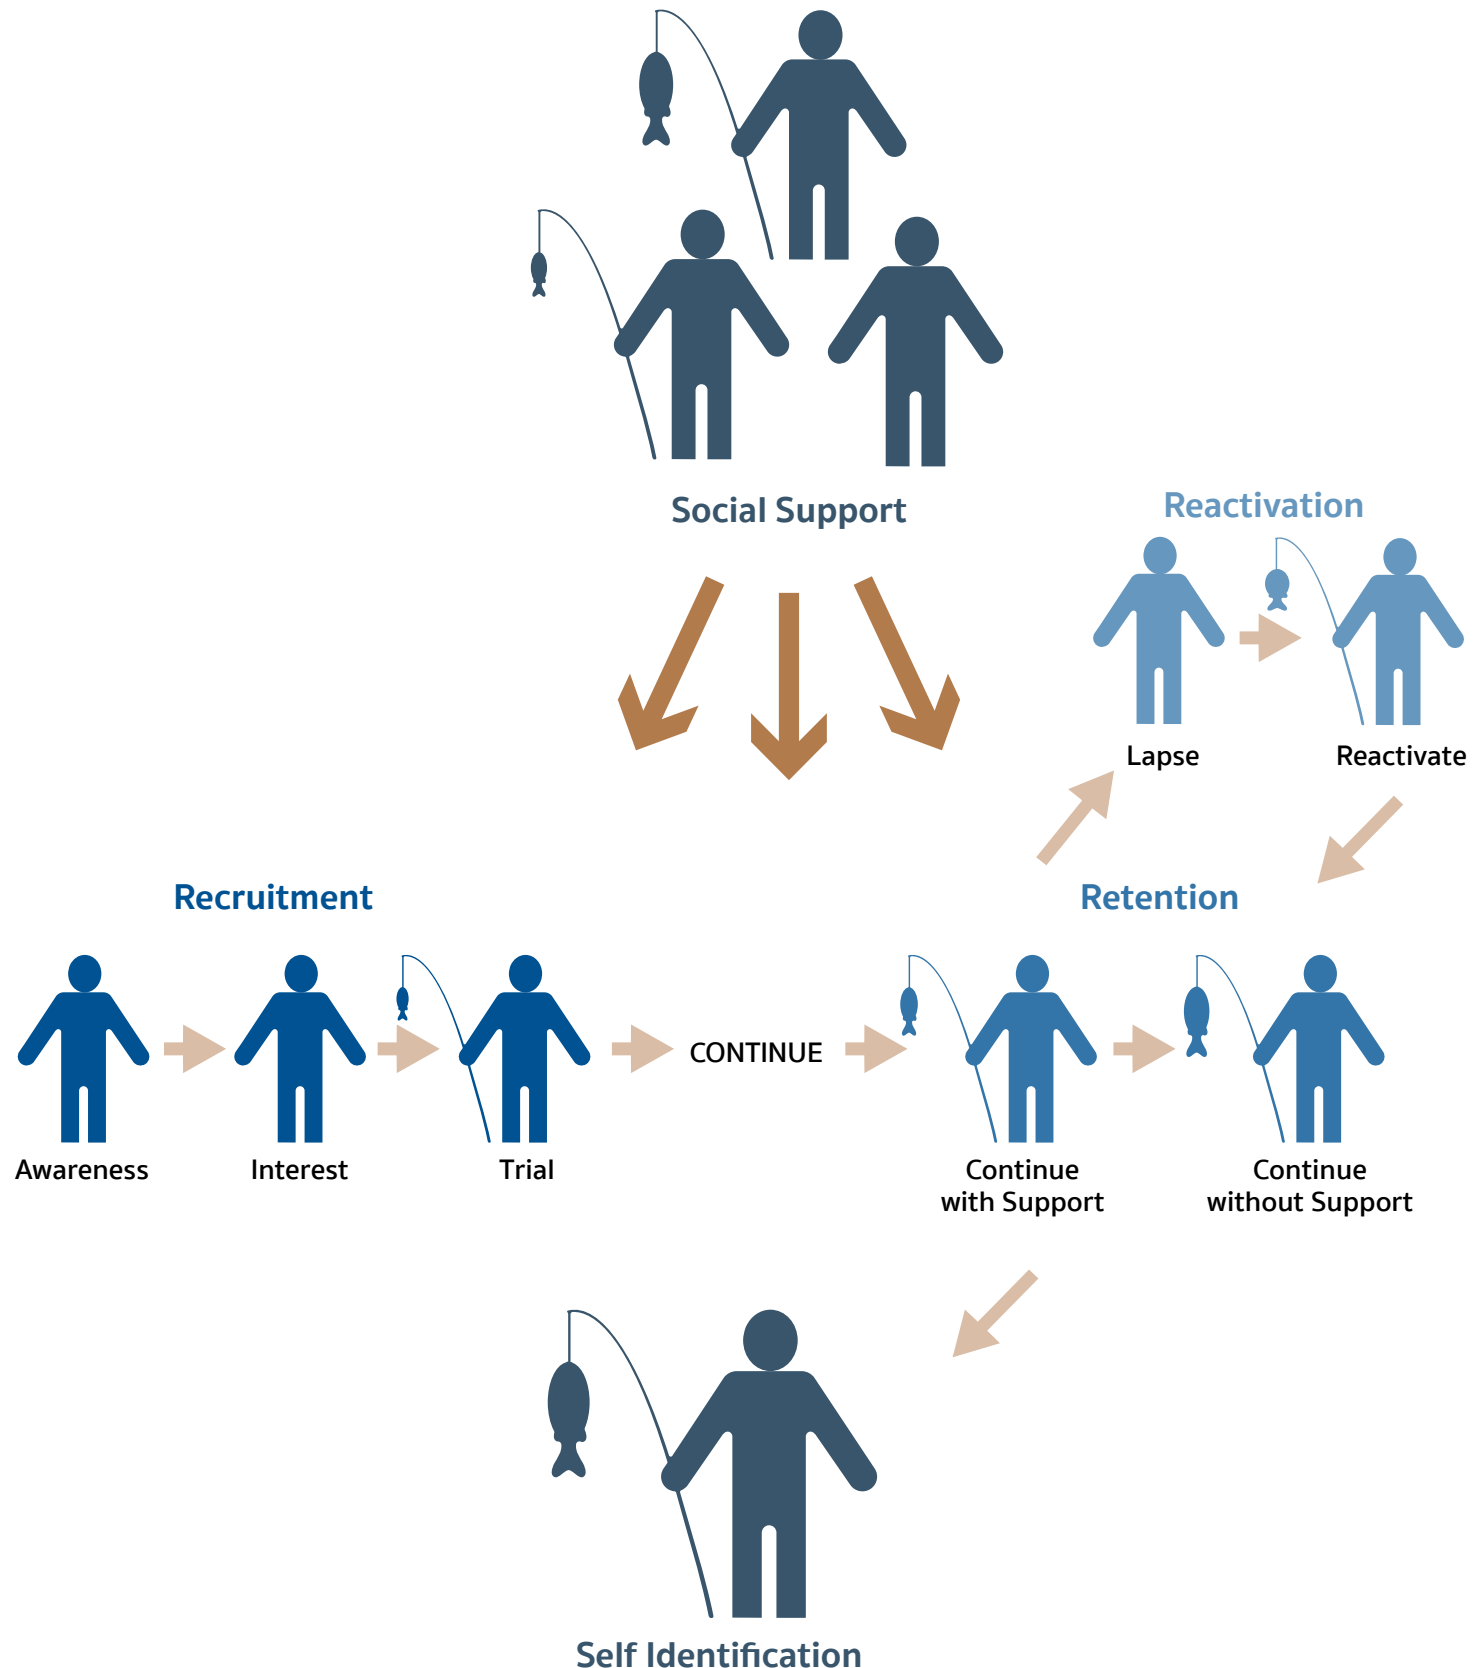 Social Support
Reactivation
Lapse
Reactivate
Recruitment
Retention
CONTINUE
Awareness
Interest
Trial
Continue
with Support
Continue
without Support
Self Identification